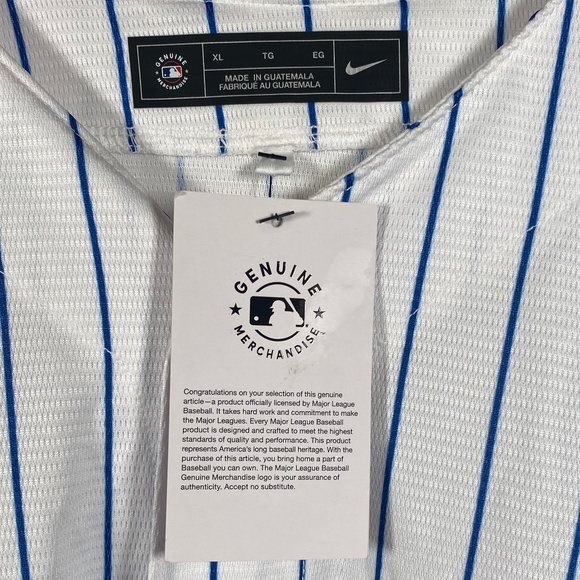 GENUINE
MERCHANDISE
XL TG EG
MADE IN GUATEMALA
FABRIQUÉ AU GUATEMALA
GENUINE
MERCHANDISE
Congratulations on your selection of this genuine
article—a product officially licensed by Major League
Baseball. It takes hard work and commitment to make
the Major Leagues. Every Major League Baseball
product is designed and crafted to meet the highest
standards of quality and performance. This product
represents America's long baseball heritage. With the
purchase of this article, you bring home a part of
Baseball you can own. The Major League Baseball
Genuine Merchandise logo is your assurance of
authenticity. Accept no substitute.